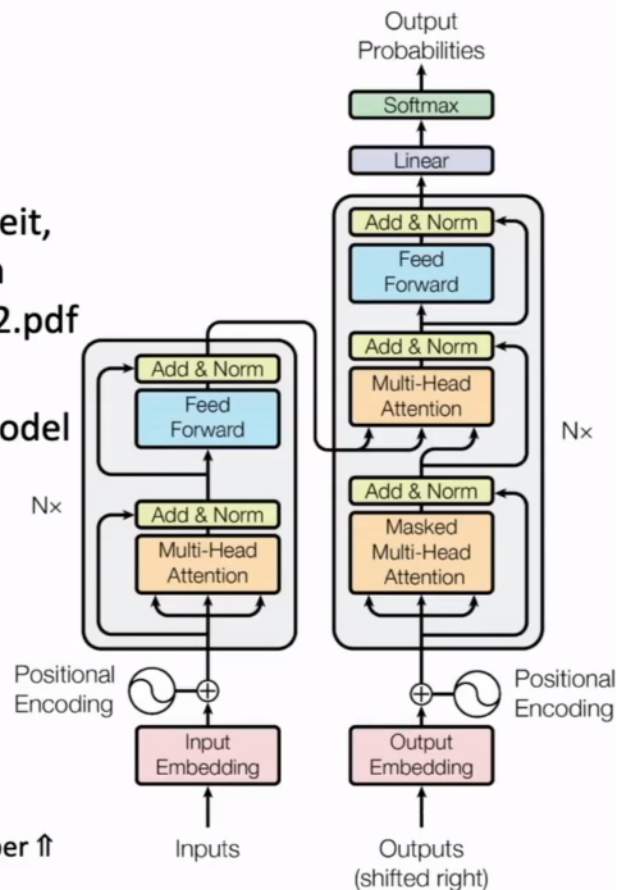 Output
Probabilities
Softmax
Linear
Add & Norm
Feed
Forward
Add & Norm
Multi-Head
Attention
Nx
Add & Norm
Masked
Multi-Head
Attention
Positional
Encoding
Output
Embedding
Outputs
(shifted right)
Add & Norm
Feed
Forward
Nx
Add & Norm
Multi-Head
Attention
Positional
Encoding
Input
Embedding
Inputs
eit,
2.pdf
odel
er ⇑